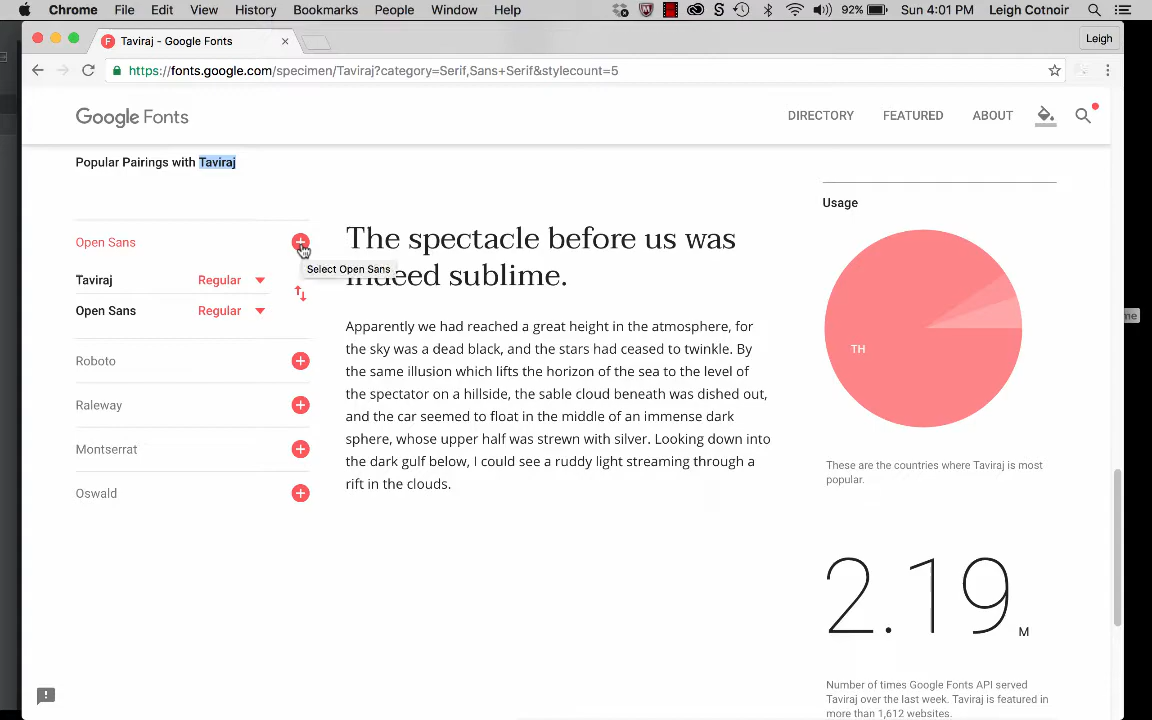 Chrome File Edit View History Bookmarks People Window Help 92% Sun 4:01 PM Leigh Cotnoir
Taviraj - Google Fonts
Leigh
https://fonts.google.com/specimen/Taviraj?category=Serif,Sans+Serif&stylecount=5
Google Fonts
DIRECTORY FEATURED ABOUT
Popular Pairings with Taviraj
Open Sans
Select Open Sans
Taviraj Regular
Open Sans Regular
Roboto
Raleway
Montserrat
Oswald
The spectacle before us was
indeed sublime.
Apparently we had reached a great height in the atmosphere, for
the sky was a dead black, and the stars had ceased to twinkle. By
the same illusion which lifts the horizon of the sea to the level of
the spectator on a hillside, the sable cloud beneath was dished out,
and the car seemed to float in the middle of an immense dark
sphere, whose upper half was strewn with silver. Looking down into
the dark gulf below, I could see a ruddy light streaming through a
rift in the clouds.
Usage
TH
These are the countries where Taviraj is most
popular.
2.19 M
Number of times Google Fonts API served
Taviraj over the last week. Taviraj is featured in
more than 1,612 websites.